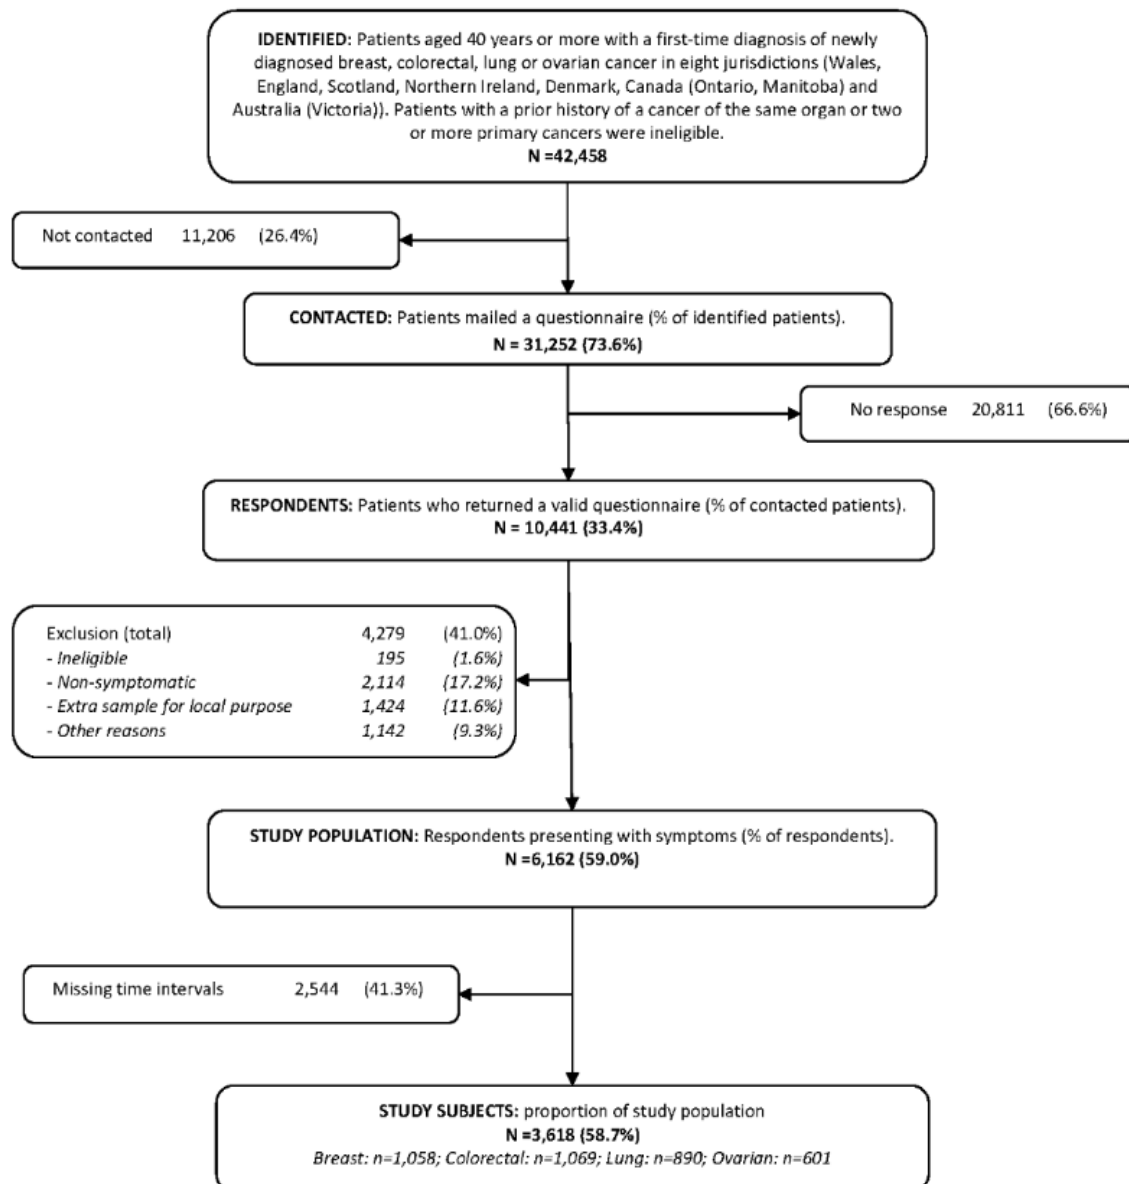 IDENTIFIED: Patients aged 40 years or more with a first-time diagnosis of newly
diagnosed breast, colorectal, lung or ovarian cancer in eight jurisdictions (Wales,
England, Scotland, Northern Ireland, Denmark, Canada (Ontario, Manitoba) and
Australia (Victoria)). Patients with a prior history of a cancer of the same organ or two
or more primary cancers were ineligible.
N =42,458
Not contacted 11,206 (26.4%)
CONTACTED: Patients mailed a questionnaire (% of identified patients).
N = 31,252 (73.6%)
No response 20,811 (66.6%)
RESPONDENTS: Patients who returned a valid questionnaire (% of contacted patients).
N = 10,441 (33.4%)
Exclusion (total) 4,279 (41.0%)
- Ineligible 195 (1.6%)
- Non-symptomatic 2,114 (17.2%)
- Extra sample for local purpose 1,424 (11.6%)
- Other reasons 1,142 (9.3%)
STUDY POPULATION: Respondents presenting with symptoms (% of respondents).
N =6,162 (59.0%)
Missing time intervals 2,544 (41.3%)
STUDY SUBJECTS: proportion of study population
N =3,618 (58.7%)
Breast: n=1,058; Colorectal: n=1,069; Lung: n=890; Ovarian: n=601